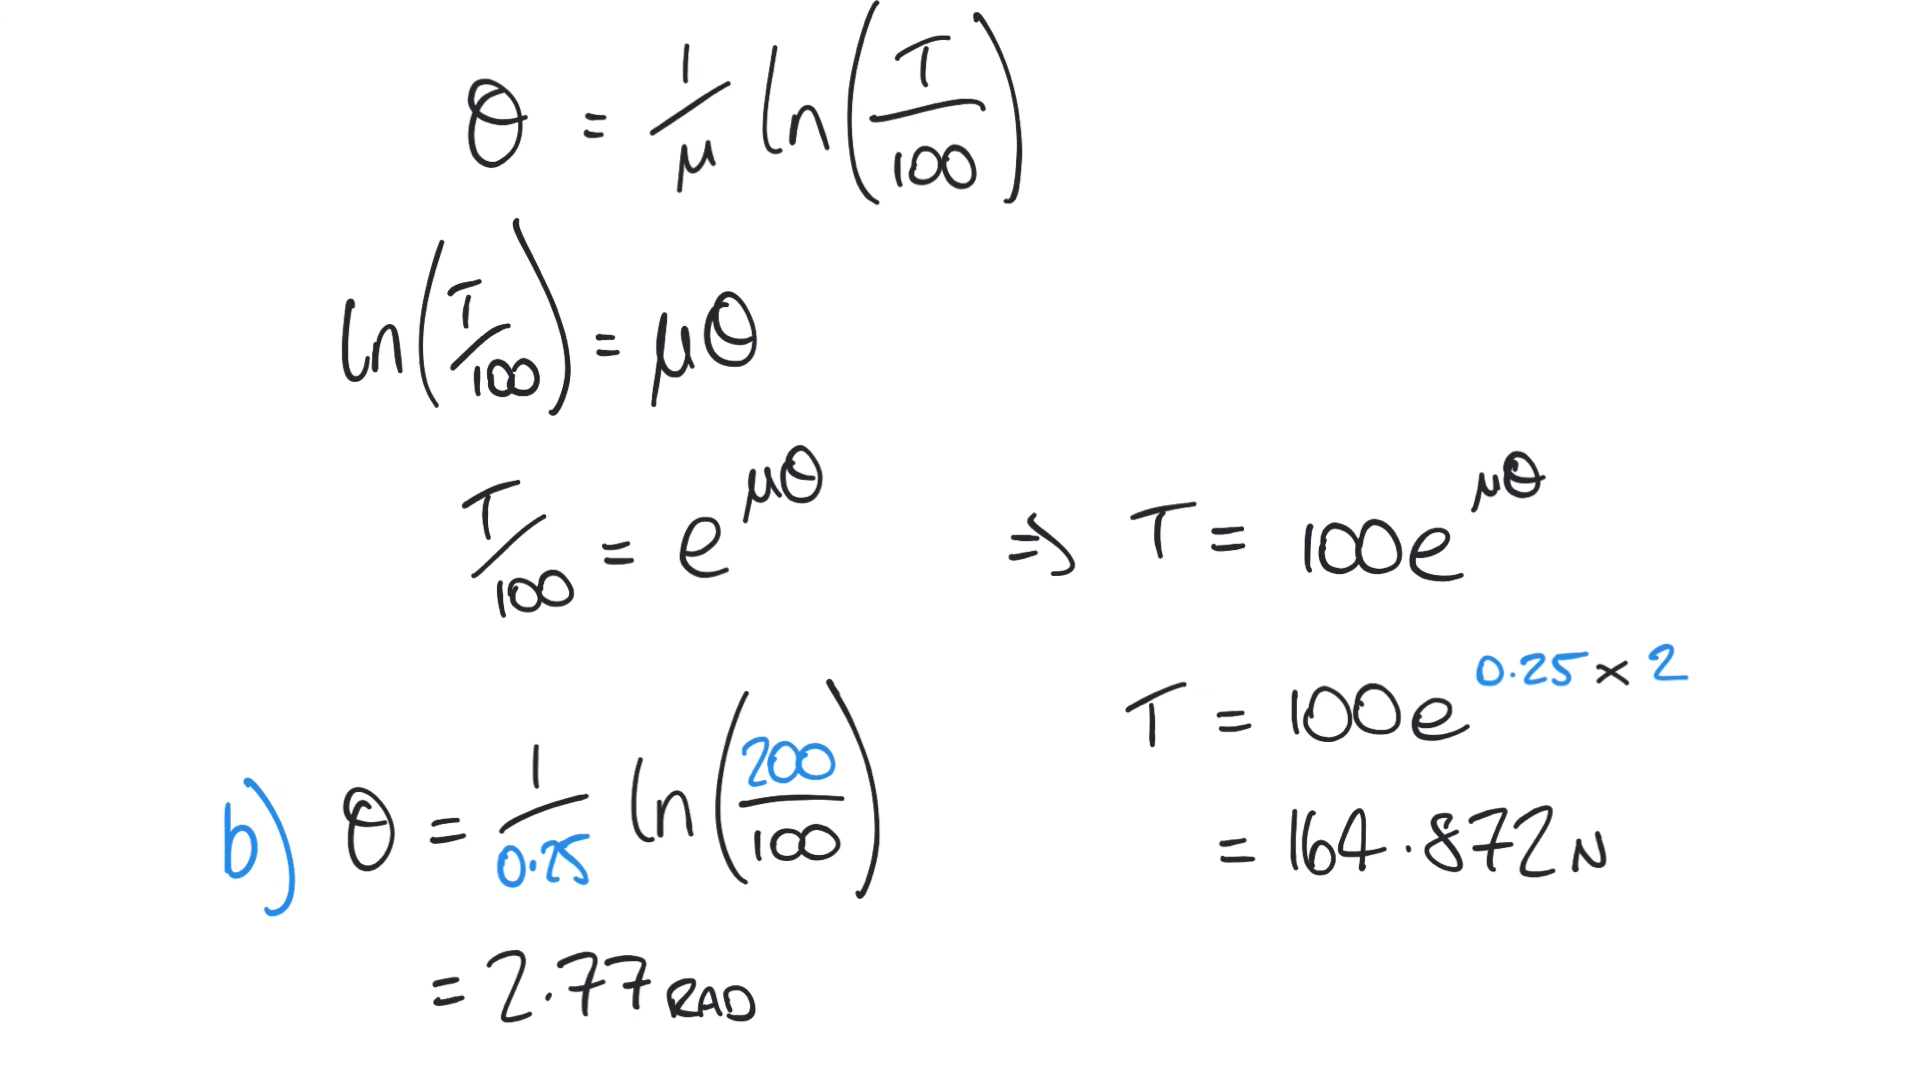 θ = 1/μ ln(T/100)
ln(T/100) = μθ
T/100 = e^μθ ⇒ T = 100e^μθ
T = 100e^0.25×2
= 164.872N
b) θ = 1/0.25 ln(200/100)
= 2.77 RAD